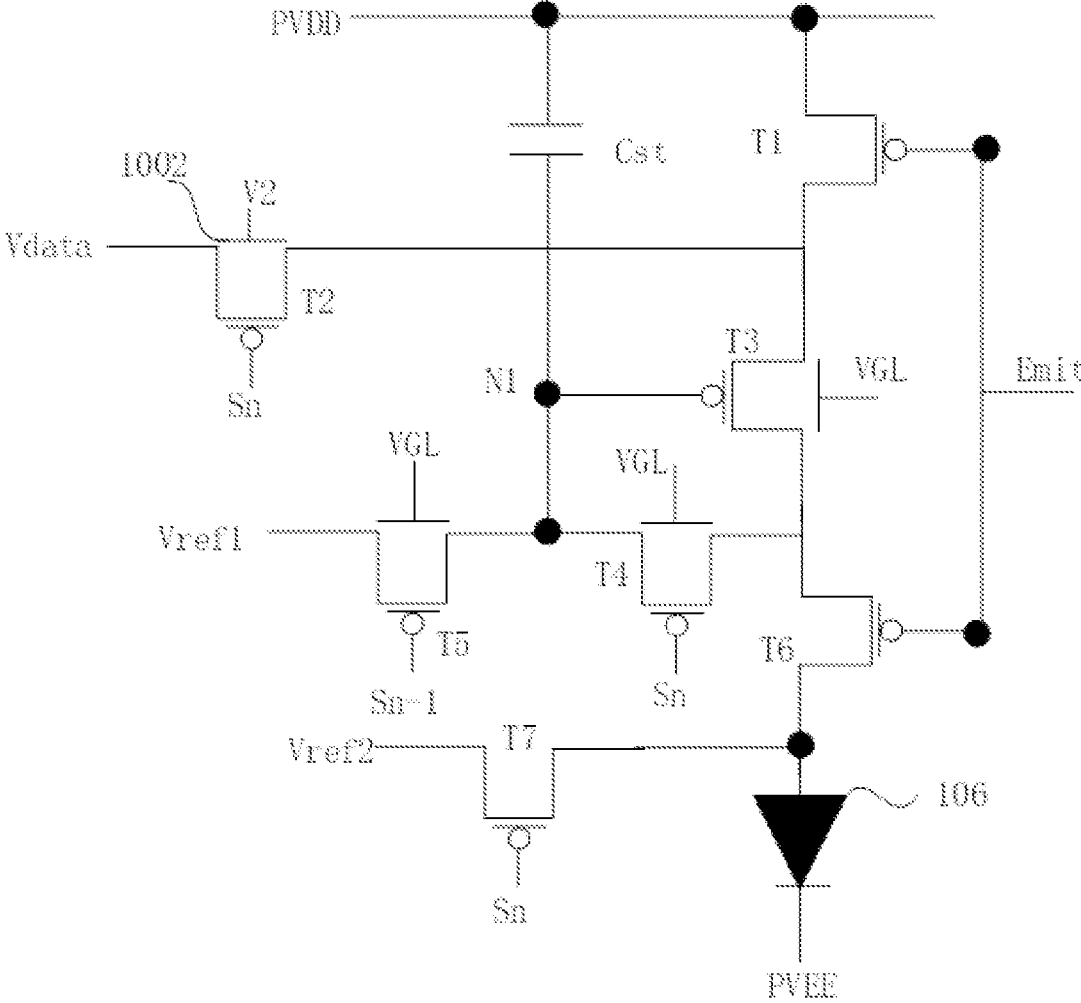 PVDD
T1
Cst
1002
V2
Vdata
T2
T3
VGL
Emit
N1
Sn
VGL
VGL
Vref1
T4
T5
T6
Sn-1
Sn
T7
Vref2
106
Sn
PVEE